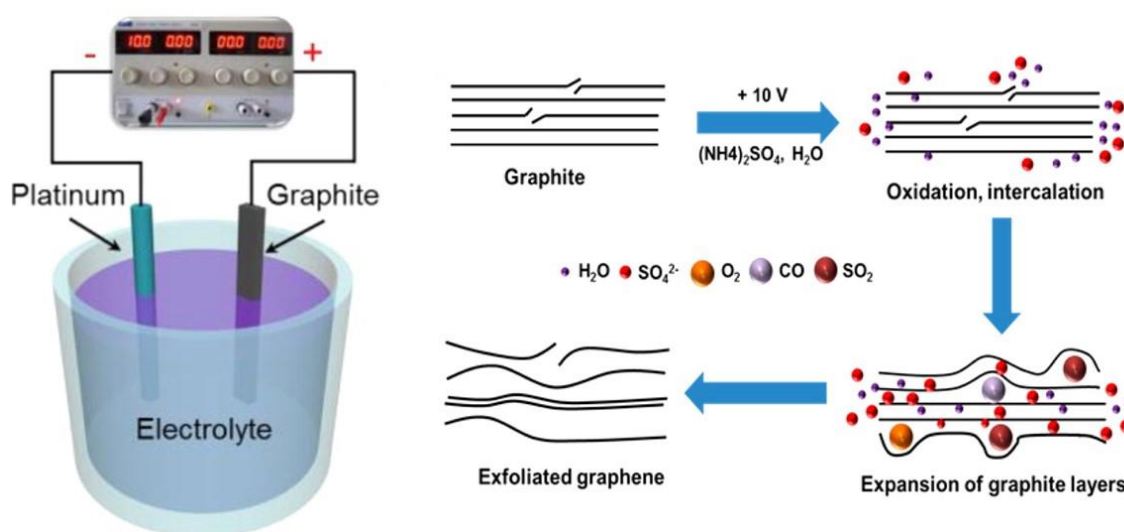 10.0 0.00 00.0 0.00
- +
Platinum
Graphite
Electrolyte
Graphite
+ 10 V
(NH4)₂SO₄, H₂O
Oxidation, intercalation
H₂O SO₄²⁻ O₂ CO SO₂
Exfoliated graphene
Expansion of graphite layers